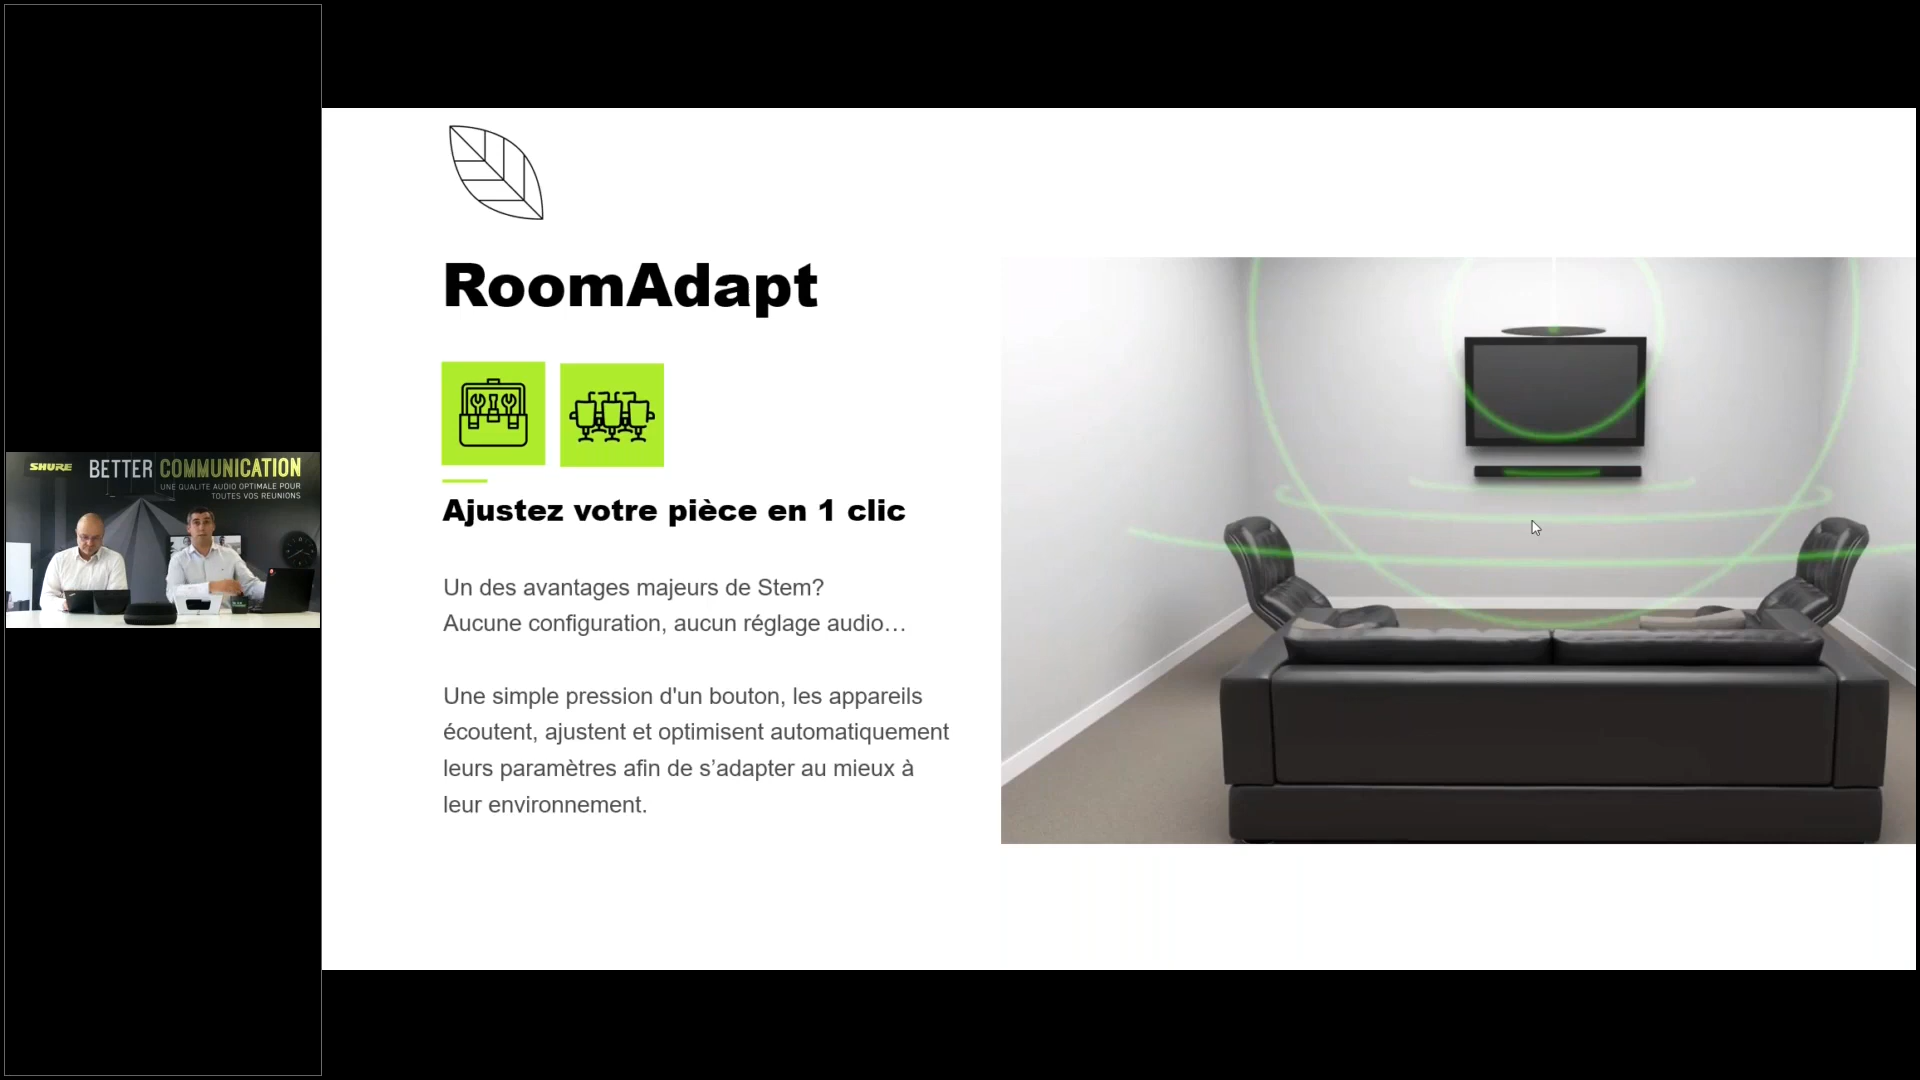 SHURE
BETTER COMMUNICATION
UNE QUALITE AUDIO OPTIMALE POUR
TOUTES VOS REUNIONS
RoomAdapt
Ajustez votre pièce en 1 clic
Un des avantages majeurs de Stem?
Aucune configuration, aucun réglage audio…
Une simple pression d'un bouton, les appareils
écoutent, ajustent et optimisent automatiquement
leurs paramètres afin de s’adapter au mieux à
leur environnement.